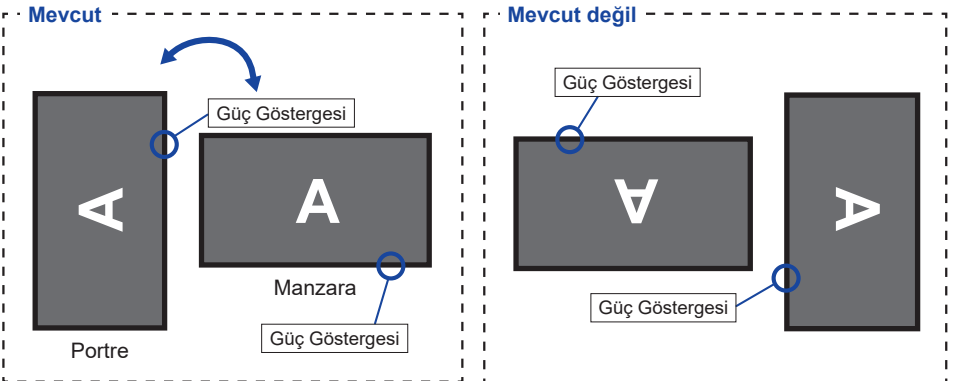 Mevcut
Güç Göstergesi
A
A
Portre
Manzara
Güç Göstergesi
Mevcut değil
Güç Göstergesi
A
A
Güç Göstergesi